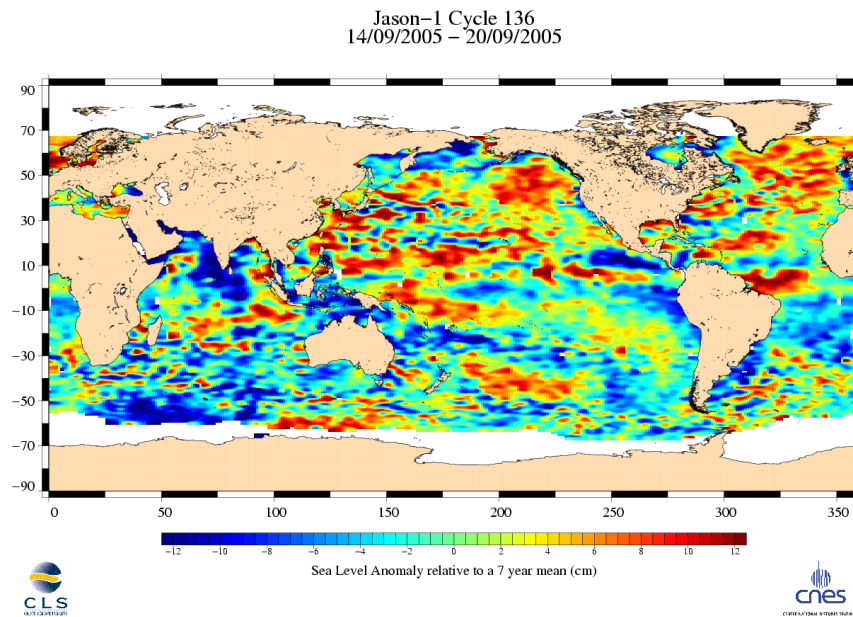 Jason−1 Cycle 136
14/09/2005 − 20/09/2005
90
70
50
30
10
−10
−30
−50
−70
−90
0 50 100 150 200 250 300 350
−12 −10 −8 −6 −4 −2 0 2 4 6 8 10 12
Sea Level Anomaly relative to a 7 year mean (cm)
CLS
cnes